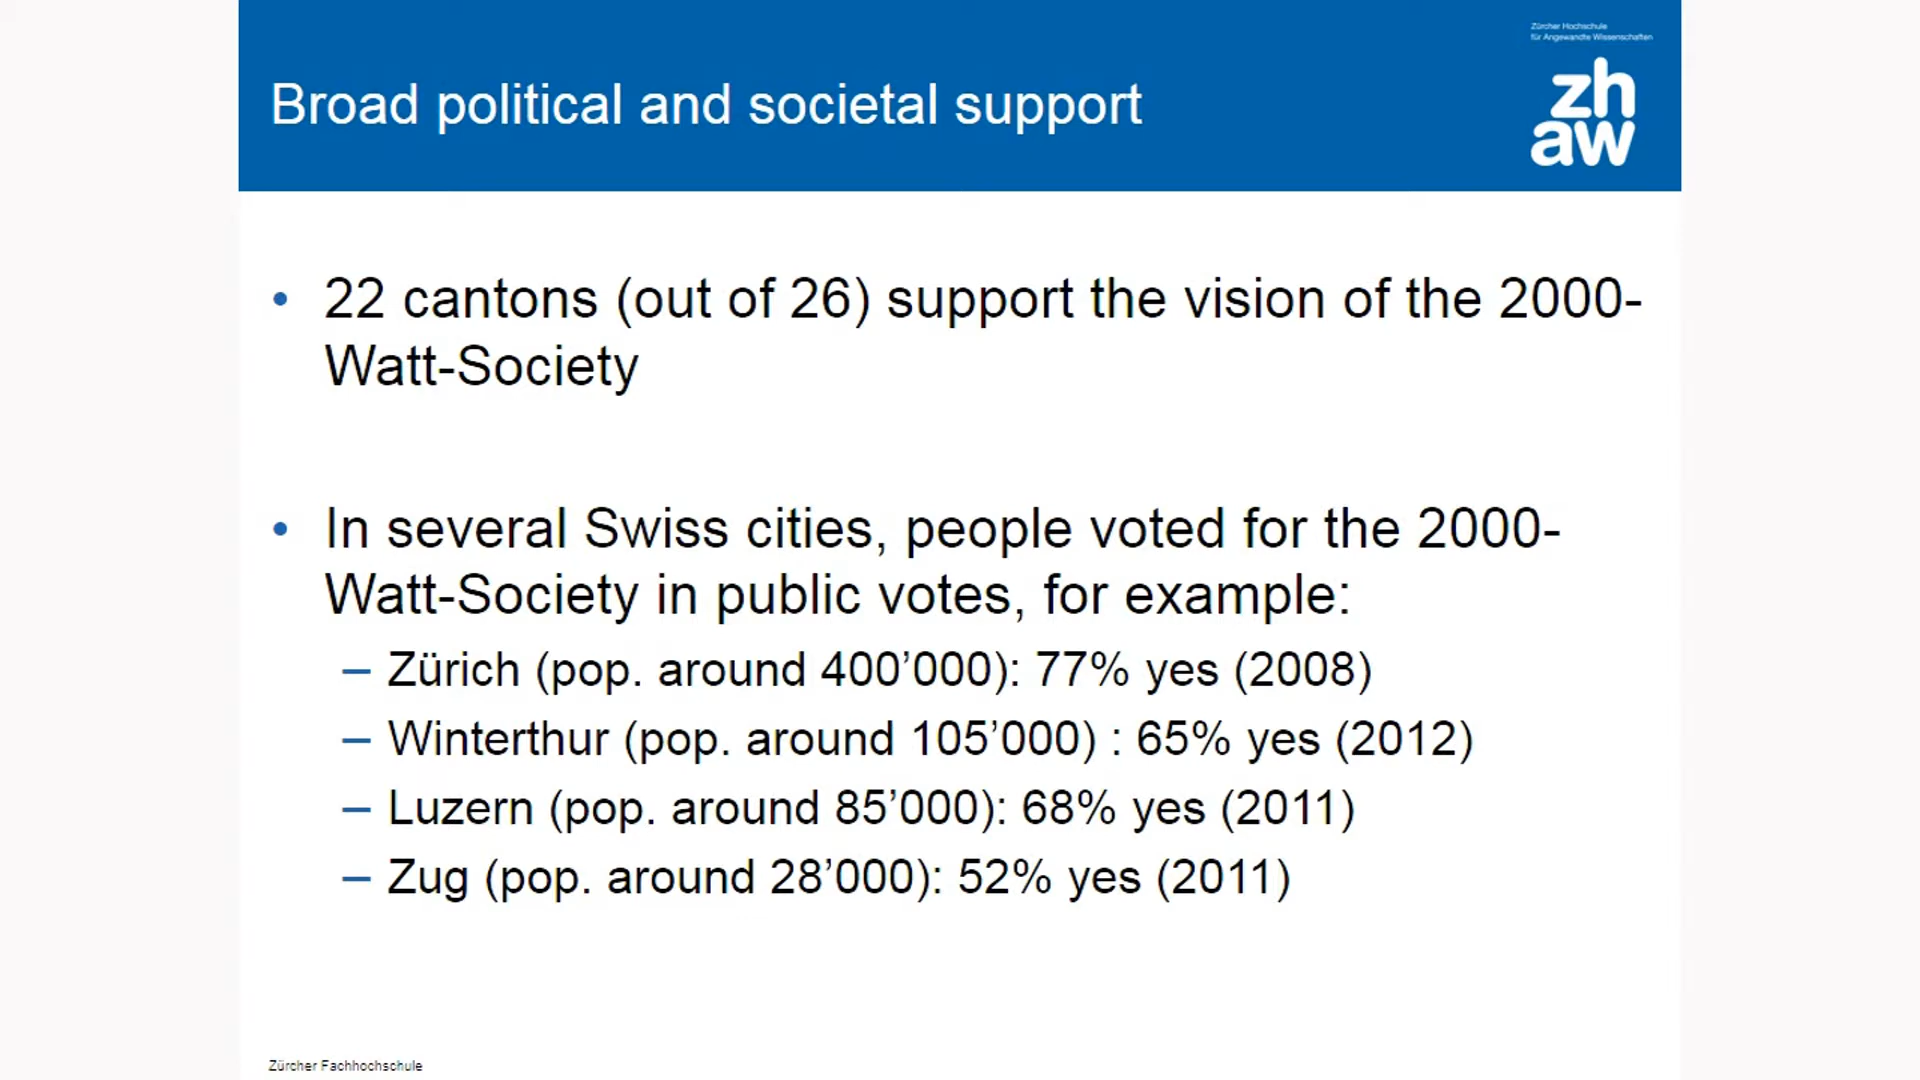 Zürcher Hochschule
für Angewandte Wissenschaften
zh
aw
Broad political and societal support
• 22 cantons (out of 26) support the vision of the 2000-
Watt-Society
• In several Swiss cities, people voted for the 2000-
Watt-Society in public votes, for example:
– Zürich (pop. around 400’000): 77% yes (2008)
– Winterthur (pop. around 105’000) : 65% yes (2012)
– Luzern (pop. around 85’000): 68% yes (2011)
– Zug (pop. around 28’000): 52% yes (2011)
Zürcher Fachhochschule